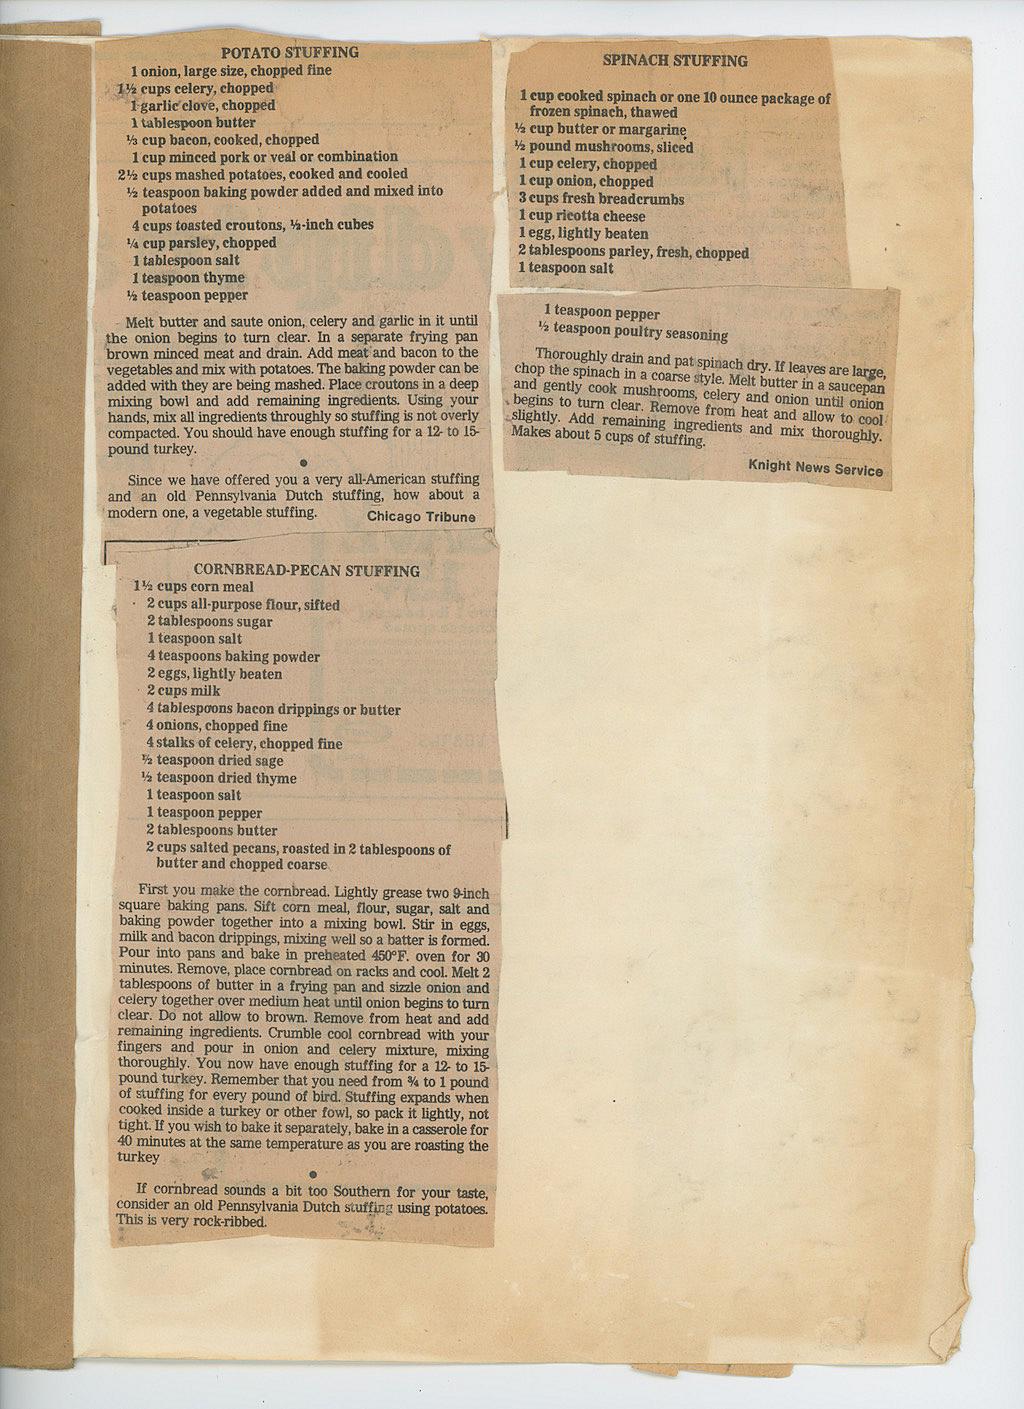 POTATO STUFFING
1 onion, large size, chopped fine
1½ cups celery, chopped
1 garlic clove, chopped
1 tablespoon butter
⅓ cup bacon, cooked, chopped
1 cup minced pork or veal or combination
2½ cups mashed potatoes, cooked and cooled
½ teaspoon baking powder added and mixed into
potatoes
4 cups toasted croutons, ½-inch cubes
¼ cup parsley, chopped
1 tablespoon salt
1 teaspoon thyme
½ teaspoon pepper
Melt butter and saute onion, celery and garlic in it until
the onion begins to turn clear. In a separate frying pan
brown minced meat and drain. Add meat and bacon to the
vegetables and mix with potatoes. The baking powder can be
added with they are being mashed. Place croutons in a deep
mixing bowl and add remaining ingredients. Using your
hands, mix all ingredients throughly so stuffing is not overly
compacted. You should have enough stuffing for a 12- to 15-
pound turkey.
●
Since we have offered you a very all-American stuffing
and an old Pennsylvania Dutch stuffing, how about a
modern one, a vegetable stuffing. Chicago Tribune
CORNBREAD-PECAN STUFFING
1½ cups corn meal
2 cups all-purpose flour, sifted
2 tablespoons sugar
1 teaspoon salt
4 teaspoons baking powder
2 eggs, lightly beaten
2 cups milk
4 tablespoons bacon drippings or butter
4 onions, chopped fine
4 stalks of celery, chopped fine
½ teaspoon dried sage
½ teaspoon dried thyme
1 teaspoon salt
1 teaspoon pepper
2 tablespoons butter
2 cups salted pecans, roasted in 2 tablespoons of
butter and chopped coarse
First you make the cornbread. Lightly grease two 9-inch
square baking pans. Sift corn meal, flour, sugar, salt and
baking powder together into a mixing bowl. Stir in eggs,
milk and bacon drippings, mixing well so a batter is formed.
Pour into pans and bake in preheated 450°F. oven for 30
minutes. Remove, place cornbread on racks and cool. Melt 2
tablespoons of butter in a frying pan and sizzle onion and
celery together over medium heat until onion begins to turn
clear. Do not allow to brown. Remove from heat and add
remaining ingredients. Crumble cool cornbread with your
fingers and pour in onion and celery mixture, mixing
thoroughly. You now have enough stuffing for a 12- to 15-
pound turkey. Remember that you need from ¾ to 1 pound
of stuffing for every pound of bird. Stuffing expands when
cooked inside a turkey or other fowl, so pack it lightly, not
tight. If you wish to bake it separately, bake in a casserole for
40 minutes at the same temperature as you are roasting the
turkey
●
If cornbread sounds a bit too Southern for your taste,
consider an old Pennsylvania Dutch stuffing using potatoes.
This is very rock-ribbed.
SPINACH STUFFING
1 cup cooked spinach or one 10 ounce package of
frozen spinach, thawed
½ cup butter or margarine
½ pound mushrooms, sliced
1 cup celery, chopped
1 cup onion, chopped
3 cups fresh breadcrumbs
1 cup ricotta cheese
1 egg, lightly beaten
2 tablespoons parley, fresh, chopped
1 teaspoon salt
1 teaspoon pepper
½ teaspoon poultry seasoning
Thoroughly drain and pat spinach dry. If leaves are large,
chop the spinach in a coarse style. Melt butter in a saucepan
and gently cook mushrooms, celery and onion until onion
begins to turn clear. Remove from heat and allow to cool
slightly. Add remaining ingredients and mix thoroughly.
Makes about 5 cups of stuffing.
Knight News Service